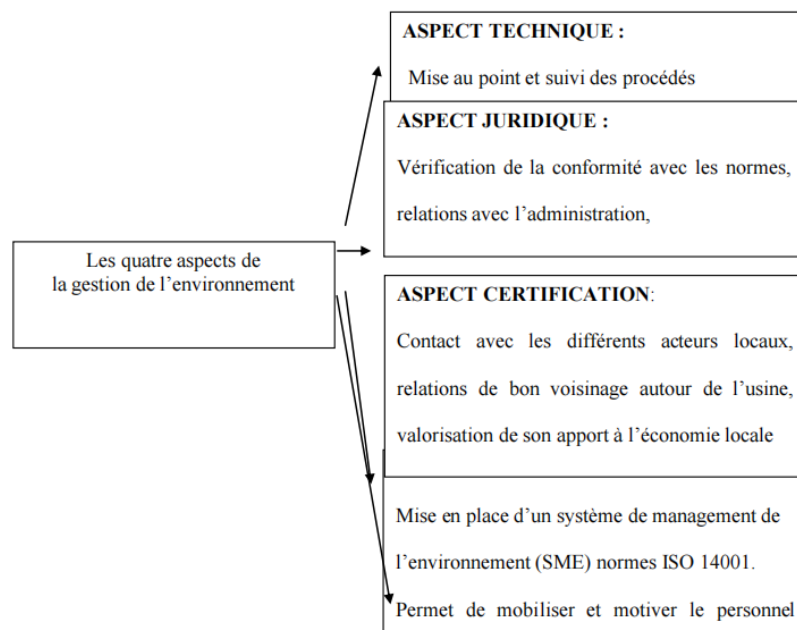 ASPECT TECHNIQUE :
Mise au point et suivi des procédés
ASPECT JURIDIQUE :
Vérification de la conformité avec les normes,
relations avec l’administration,
Les quatre aspects de
la gestion de l’environnement
ASPECT CERTIFICATION:
Contact avec les différents acteurs locaux,
relations de bon voisinage autour de l’usine,
valorisation de son apport à l’économie locale
Mise en place d’un système de management de
l’environnement (SME) normes ISO 14001.
Permet de mobiliser et motiver le personnel